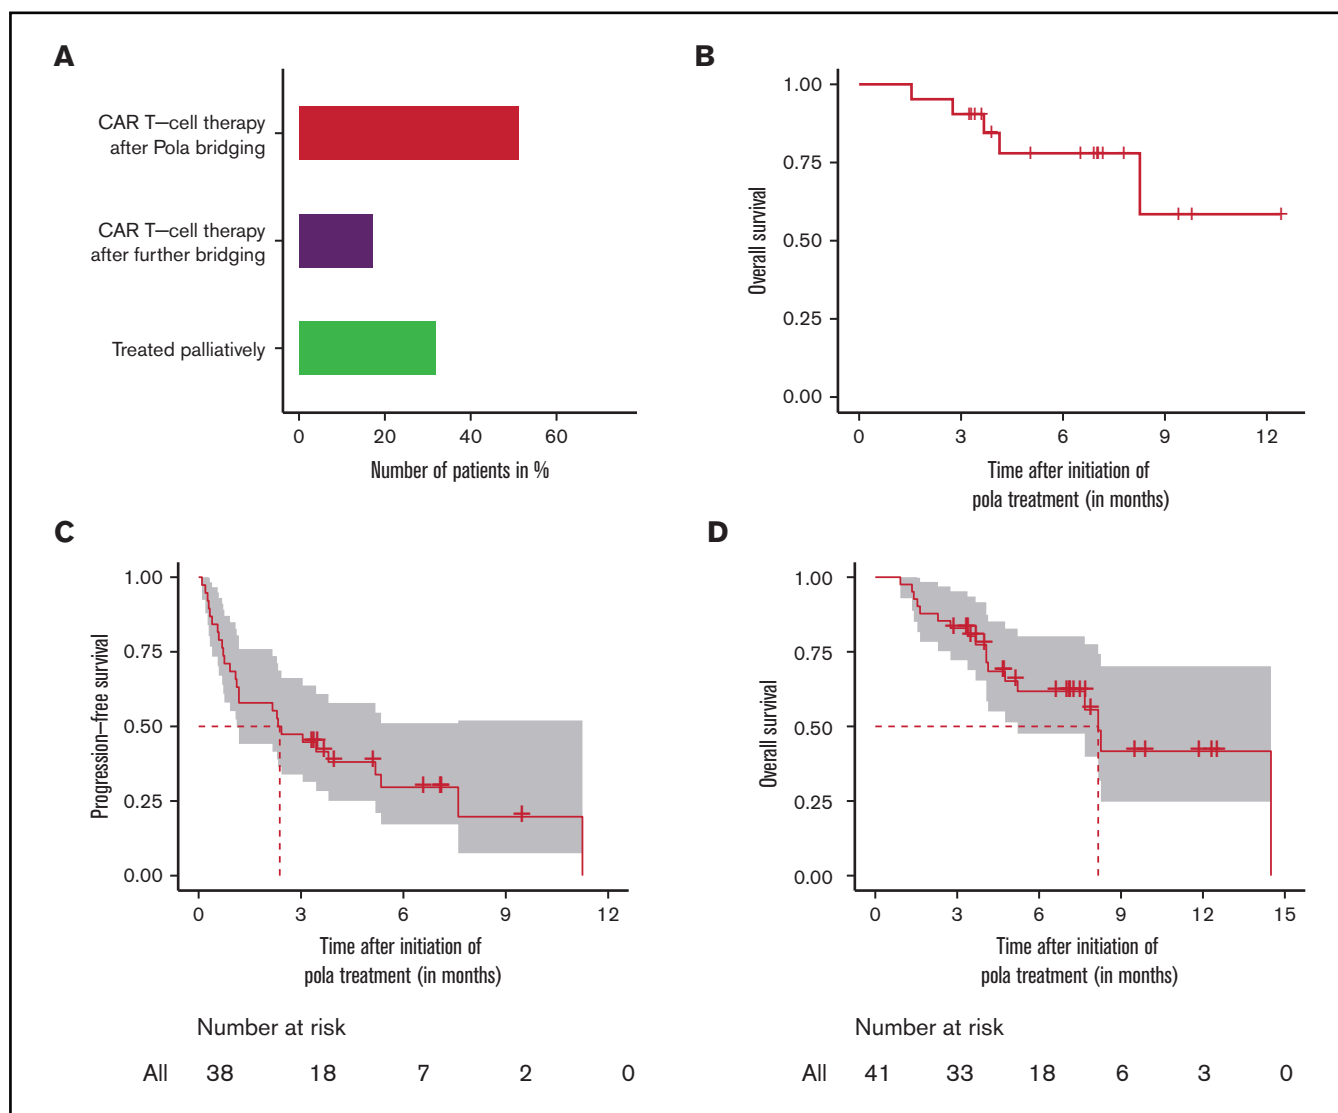 A
CAR T—cell therapy
after Pola bridging
CAR T—cell therapy
after further bridging
Treated palliatively
0 20 40 60
Number of patients in %
B
Overall survival
1.00
0.75
0.50
0.25
0.00
0 3 6 9 12
Time after initiation of
pola treatment (in months)
C
Progression—free survival
1.00
0.75
0.50
0.25
0.00
0 3 6 9 12
Time after initiation of
pola treatment (in months)
Number at risk
All 38 18 7 2 0
D
Overall survival
1.00
0.75
0.50
0.25
0.00
0 3 6 9 12 15
Time after initiation of
pola treatment (in months)
Number at risk
All 41 33 18 6 3 0